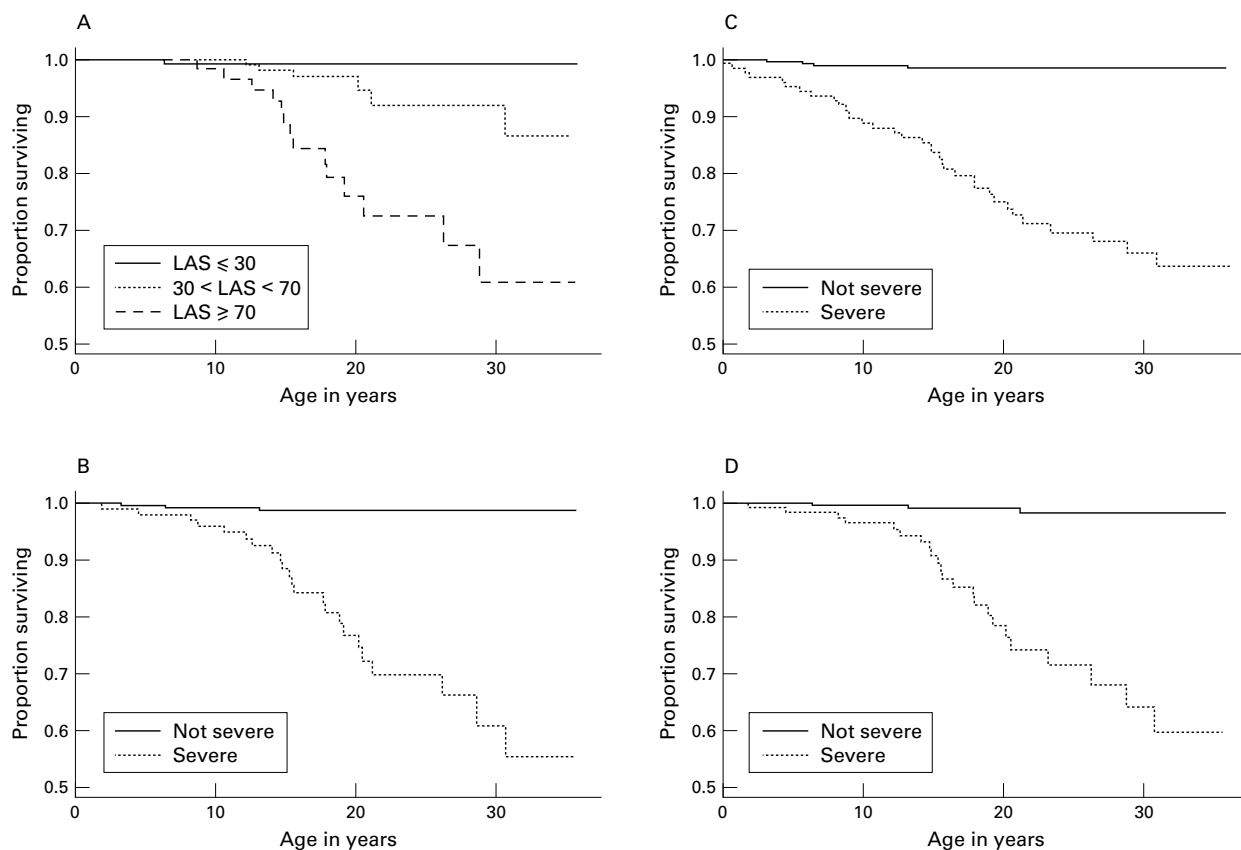 A
1.0
0.9
0.8
0.7
0.6
0.5
Proportion surviving
LAS ⩽ 30
30 < LAS < 70
LAS ⩾ 70
10
20
30
Age in years
C
1.0
0.9
0.8
0.7
0.6
0.5
Proportion surviving
Not severe
Severe
0
10
20
30
Age in years
B
1.0
0.9
0.8
0.7
0.6
0.5
Proportion surviving
Not severe
Severe
0
10
20
30
Age in years
D
1.0
0.9
0.8
0.7
0.6
0.5
Proportion surviving
Not severe
Severe
0
10
20
30
Age in years